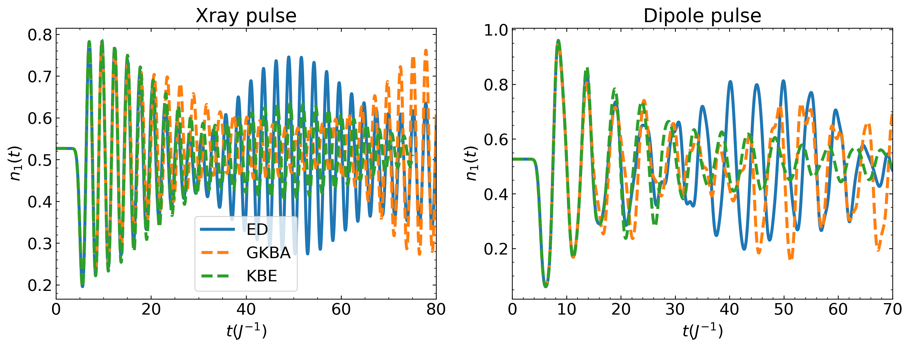 Xray pulse
0.8
0.7
0.6
0.5
0.4
0.3
0.2
n₁(t)
ED
GKBA
KBE
0 20 40 60 80
t(J⁻¹)
Dipole pulse
1.0
0.8
0.6
0.4
0.2
n₁(t)
0 10 20 30 40 50 60 70
t(J⁻¹)